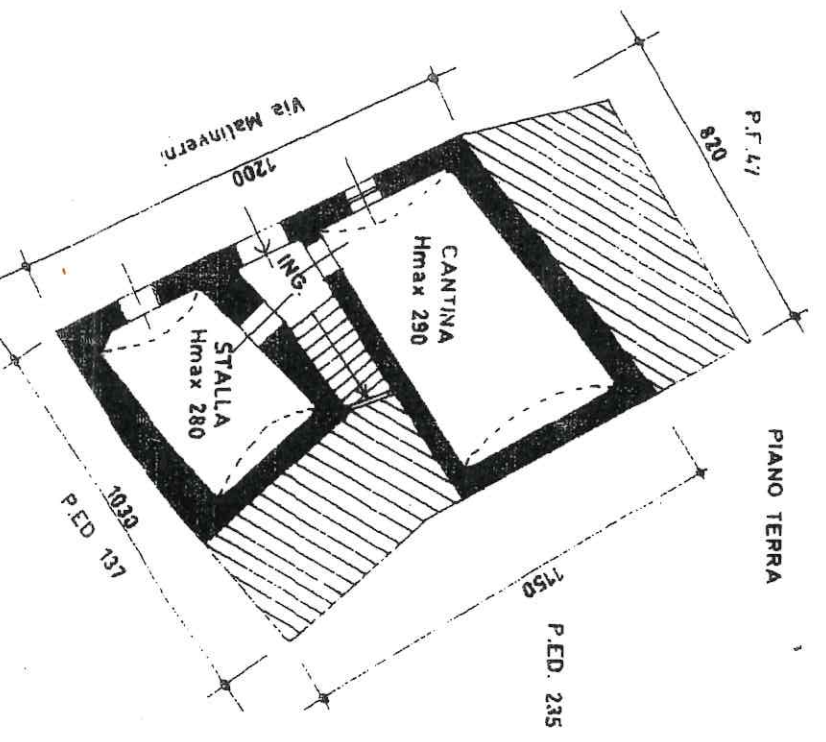 PIANO TERRA
P.F. 47
820
Via Malinvern.
1200
CANTINA
Hmax 290
ING.
STALLA
Hmax 280
1150
P.ED. 235
1030
P.ED 137